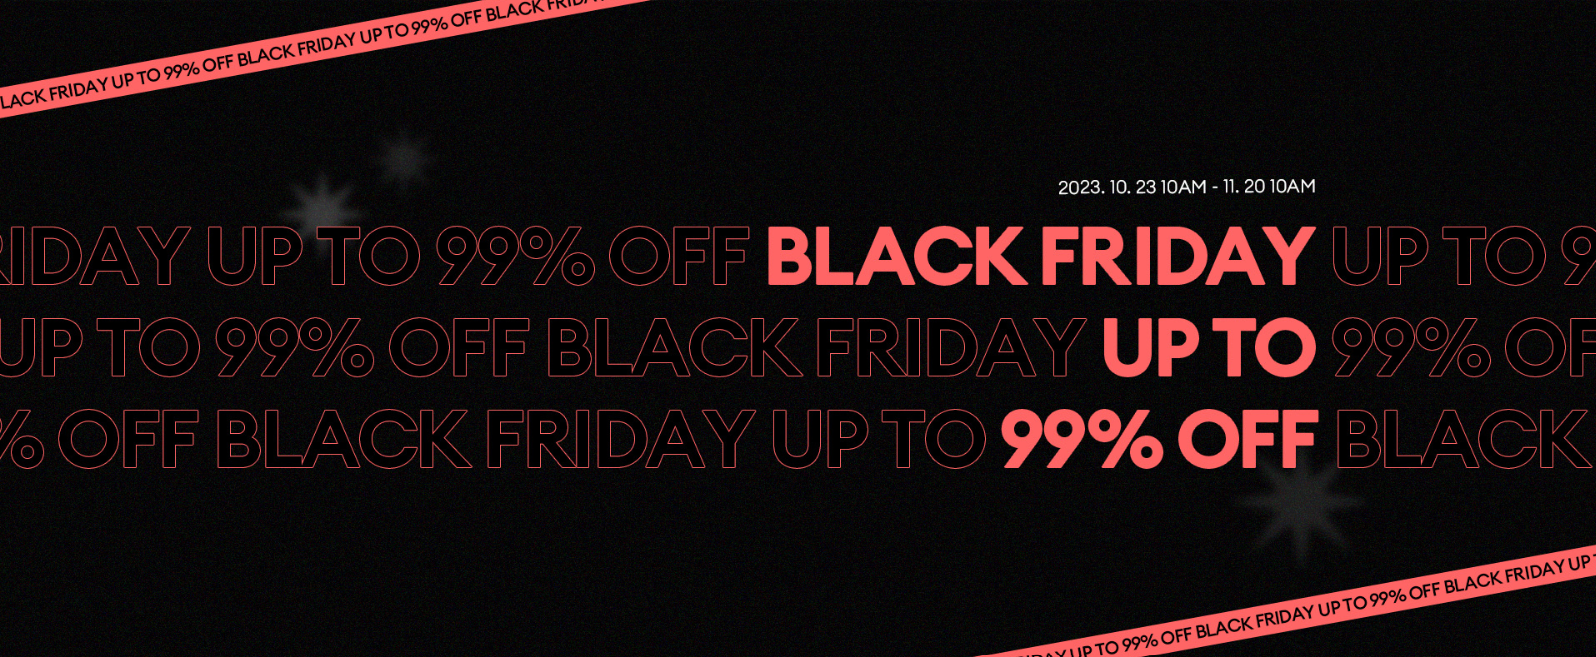 LACK FRIDAY UP TO 99% OFF BLACK FRIDAY UP TO 99% OFF BLACK FRIDA
2023. 10. 23 10AM - 11. 20 10AM
RIDAY UP TO 99% OFF BLACK FRIDAY UP TO 9
UP TO 99% OFF BLACK FRIDAY UP TO 99% OF
% OFF BLACK FRIDAY UP TO 99% OFF BLACK
DAY UP TO 99% OFF BLACK FRIDAY UP TO 99% OFF BLACK FRIDAY UP T